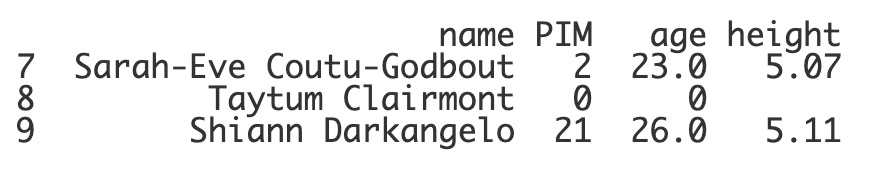 name PIM age height
7 Sarah-Eve Coutu-Godbout 2 23.0 5.07
8 Taytum Clairmont 0 0
9 Shiann Darkangelo 21 26.0 5.11